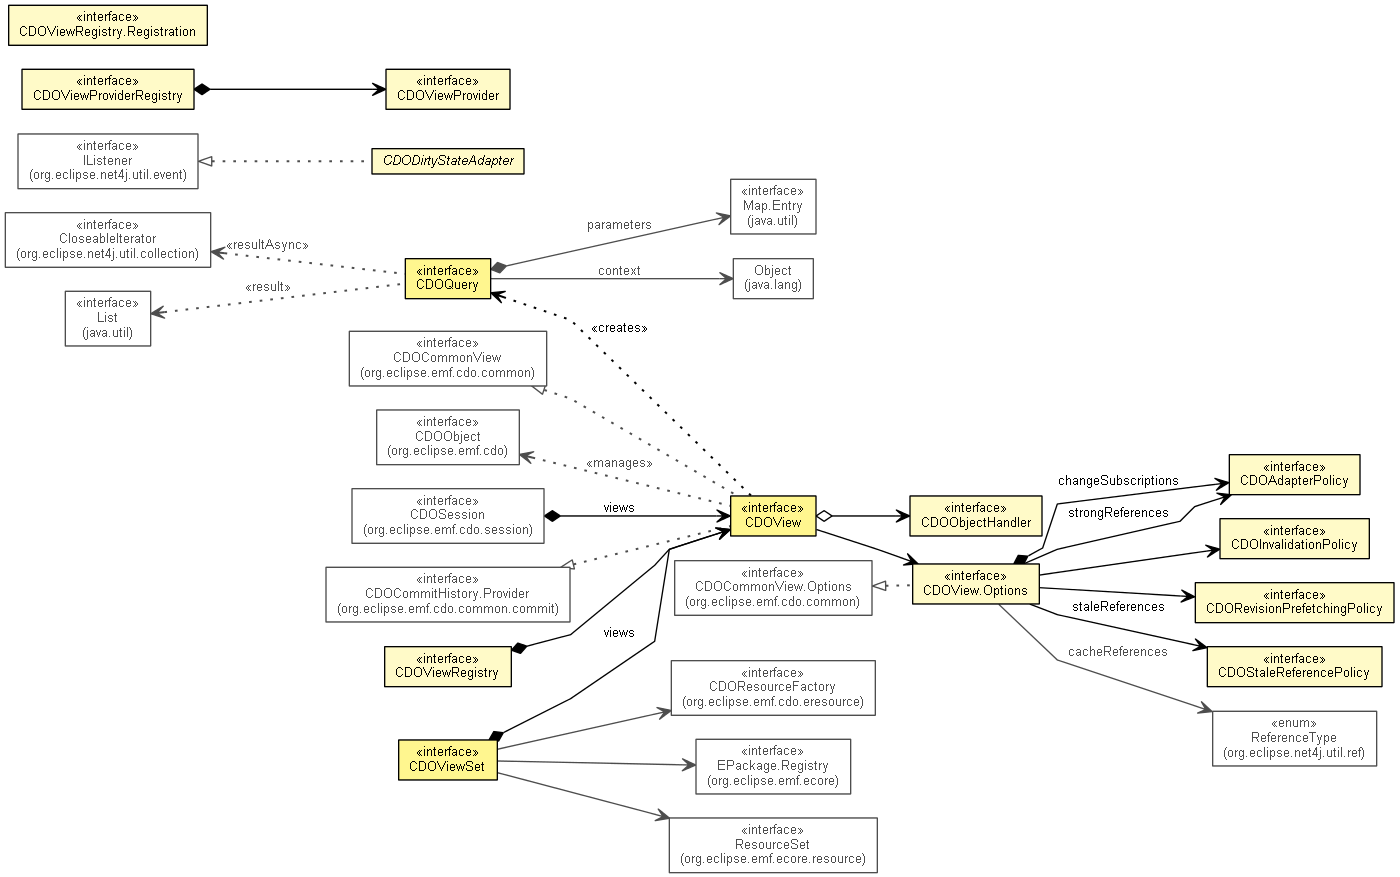 «interface»
CDOViewRegistry.Registration
«interface»
CDOViewProviderRegistry
«interface»
CDOViewProvider
«interface»
IListener
(org.eclipse.net4j.util.event)
CDODirtyStateAdapter
«interface»
CloseableIterator
(org.eclipse.net4j.util.collection)
«resultAsync»
«interface»
List
(java.util)
«result»
«interface»
CDOQuery
parameters
«interface»
Map.Entry
(java.util)
context
Object
(java.lang)
«creates»
«interface»
CDOCommonView
(org.eclipse.emf.cdo.common)
«interface»
CDOObject
(org.eclipse.emf.cdo)
«manages»
«interface»
CDOSession
(org.eclipse.emf.cdo.session)
views
«interface»
CDOView
«interface»
CDOObjectHandler
changeSubscriptions
«interface»
CDOAdapterPolicy
strongReferences
«interface»
CDOInvalidationPolicy
«interface»
CDOCommitHistory.Provider
(org.eclipse.emf.cdo.common.commit)
«interface»
CDOCommonView.Options
(org.eclipse.emf.cdo.common)
«interface»
CDOView.Options
«interface»
CDORevisionPrefetchingPolicy
staleReferences
views
«interface»
CDOStaleReferencePolicy
cacheReferences
«interface»
CDOViewRegistry
«interface»
CDOResourceFactory
(org.eclipse.emf.cdo.eresource)
«enum»
ReferenceType
(org.eclipse.net4j.util.ref)
«interface»
CDOViewSet
«interface»
EPackage.Registry
(org.eclipse.emf.ecore)
«interface»
ResourceSet
(org.eclipse.emf.ecore.resource)